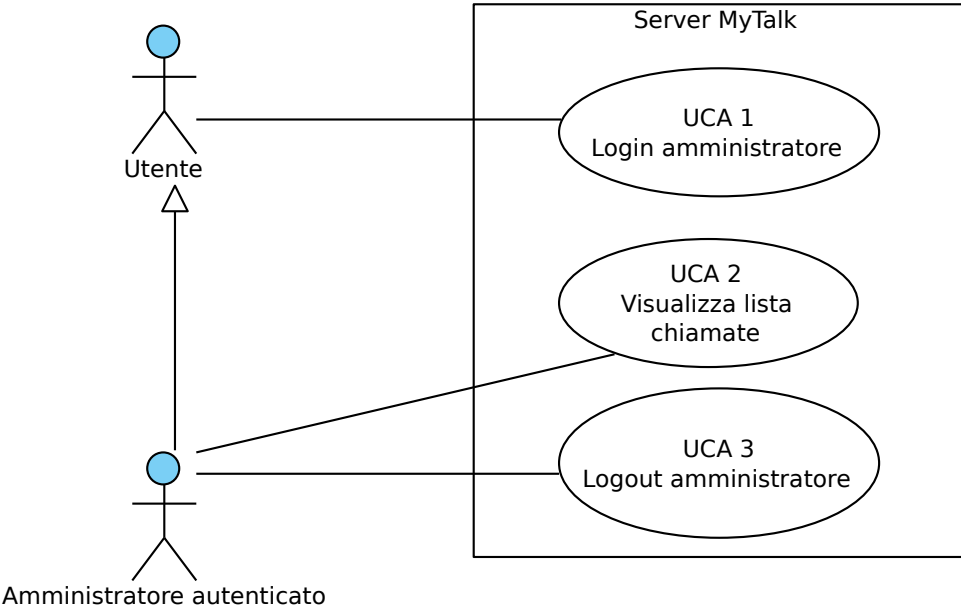 Server MyTalk
UCA 1
Login amministratore
Utente
UCA 2
Visualizza lista
chiamate
UCA 3
Logout amministratore
Amministratore autenticato